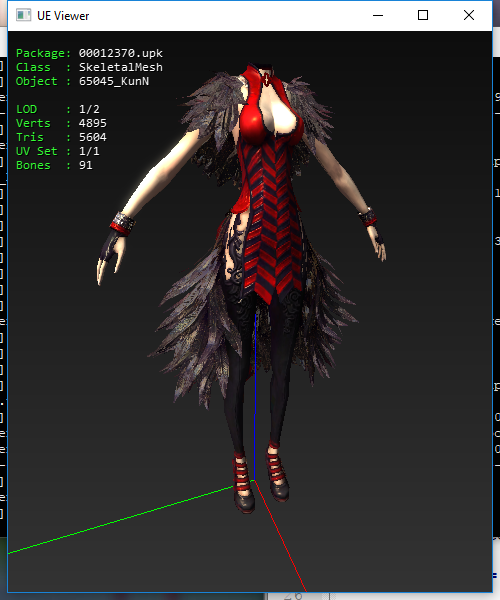 UE Viewer
Package: 00012370.upk
Class : SkeletalMesh
Object : 65045_KunN
LOD : 1/2
Verts : 4895
Tris : 5604
UV Set : 1/1
Bones : 91